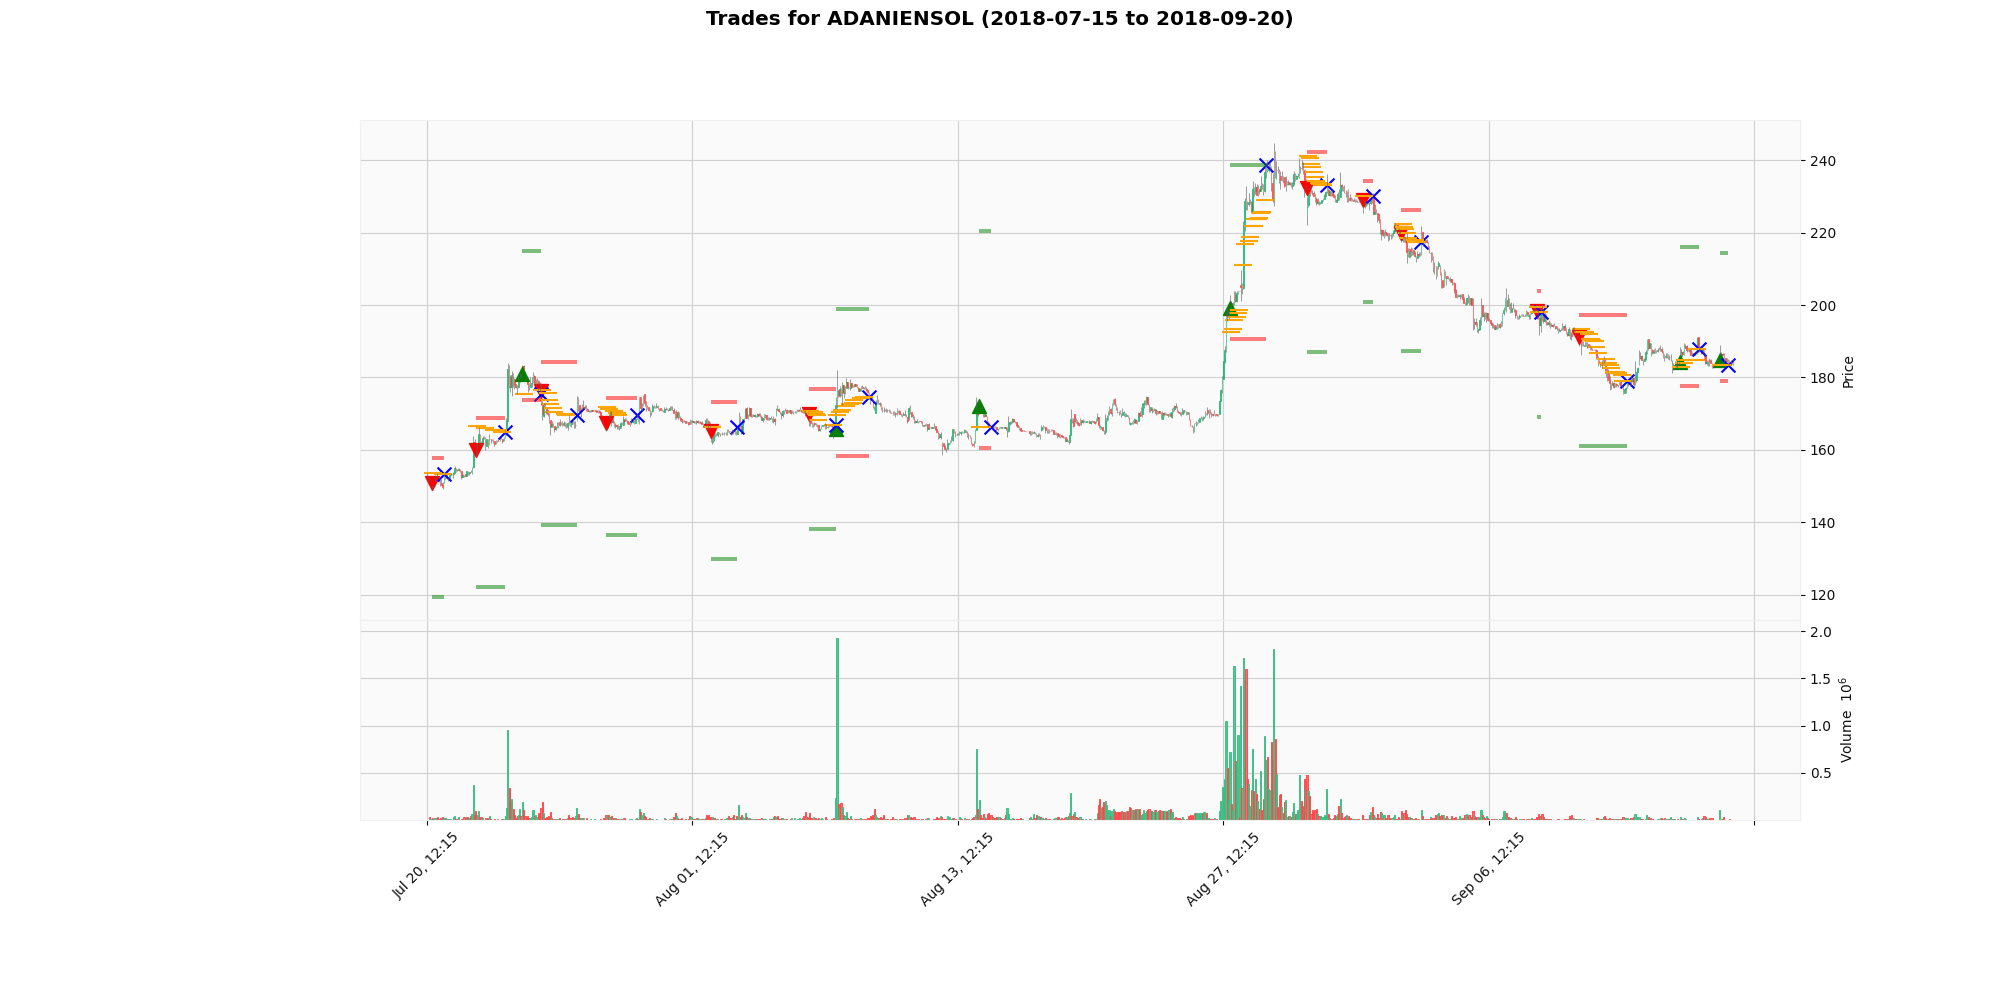 Trades for ADANIENSOL (2018-07-15 to 2018-09-20)
240
220
200
180
160
140
120
Price
2.0
1.5
1.0
0.5
Volume 10⁶
Jul 20, 12:15
Aug 01, 12:15
Aug 13, 12:15
Aug 27, 12:15
Sep 06, 12:15